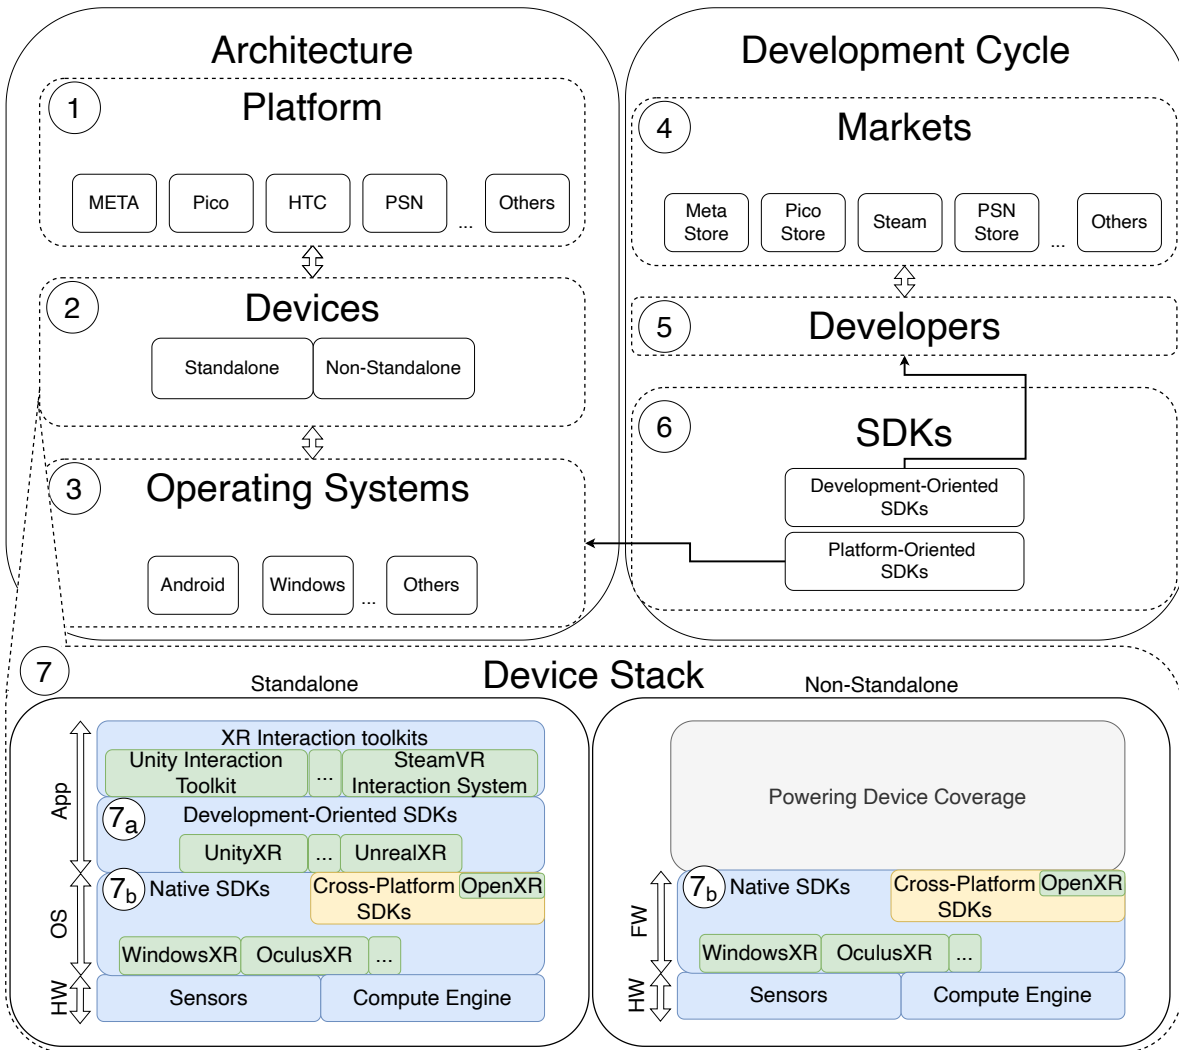 Architecture
1
Platform
META
Pico
HTC
PSN
...
Others
2
Devices
Standalone
Non-Standalone
3
Operating Systems
Android
Windows
...
Others
Development Cycle
4
Markets
Meta
Store
Pico
Store
Steam
PSN
Store
...
Others
5
Developers
6
SDKs
Development-Oriented
SDKs
Platform-Oriented
SDKs
7
Device Stack
Standalone
App
OS
HW
XR Interaction toolkits
Unity Interaction
Toolkit
...
SteamVR
Interaction System
7a
Development-Oriented SDKs
UnityXR
...
UnrealXR
7b
Native SDKs
Cross-Platform
SDKs
OpenXR
WindowsXR
OculusXR
...
Sensors
Compute Engine
Non-Standalone
Powering Device Coverage
FW
HW
7b
Native SDKs
Cross-Platform
SDKs
OpenXR
WindowsXR
OculusXR
...
Sensors
Compute Engine